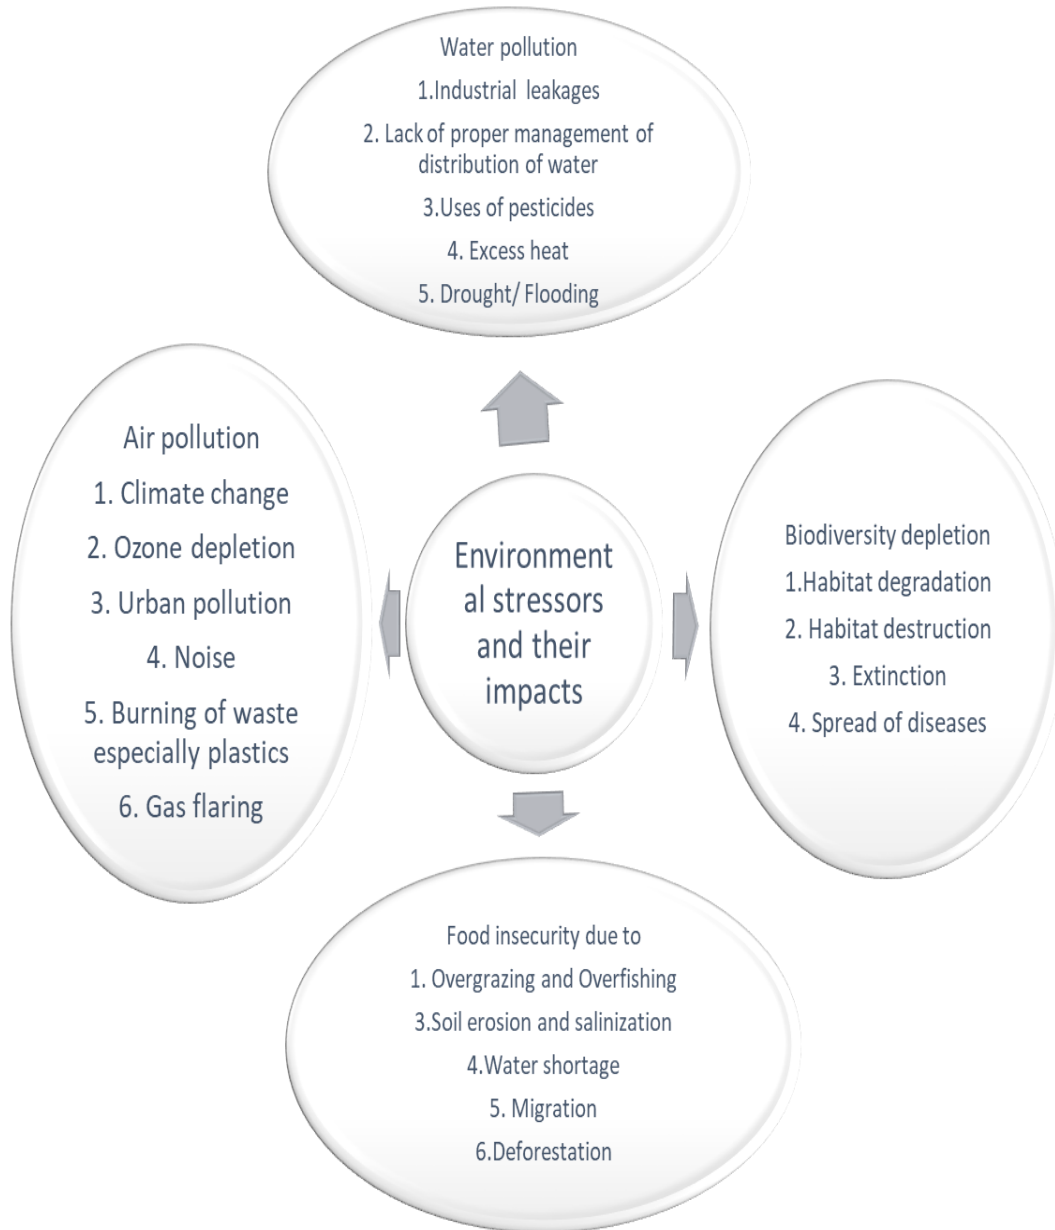 Water pollution
1.Industrial leakages
2. Lack of proper management of
distribution of water
3.Uses of pesticides
4. Excess heat
5. Drought/ Flooding
Air pollution
1. Climate change
2. Ozone depletion
3. Urban pollution
4. Noise
5. Burning of waste
especially plastics
6. Gas flaring
Environment
al stressors
and their
impacts
Biodiversity depletion
1.Habitat degradation
2. Habitat destruction
3. Extinction
4. Spread of diseases
Food insecurity due to
1. Overgrazing and Overfishing
3.Soil erosion and salinization
4.Water shortage
5. Migration
6.Deforestation